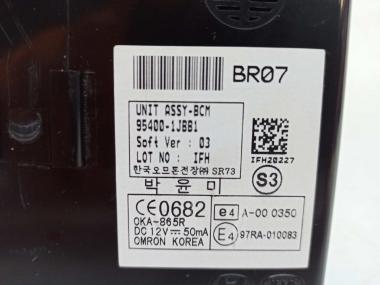 BR07
UNIT ASSY-BCM
95400-1JBB1
Soft Ver : 03
LOT NO : IFH
한국오므론전장㈜ SR73
IFH20227
박윤미
S3
CE0682
OKA-865R
DC 12V 50mA
OMRON KOREA
e4 A-00 0350
E4 97RA-010083